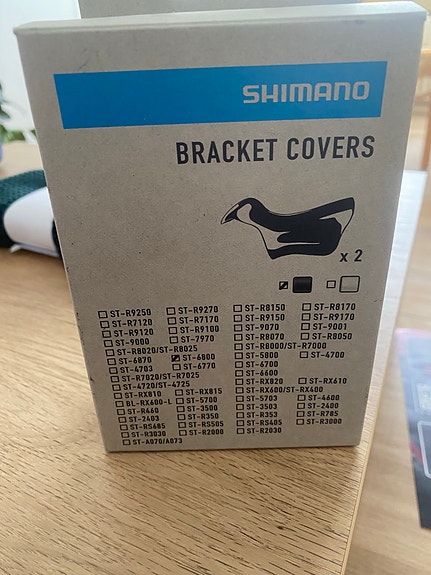 SHIMANO
BRACKET COVERS
x 2
ST-R9250 ST-R9270 ST-R8150 ST-R8170
ST-R7120 ST-R7170 ST-R9150 ST-R9170
ST-R9120 ST-R9100 ST-9070 ST-9001
ST-9000 ST-7970 ST-R8070 ST-R8050
ST-R8020/ST-R8025 ST-R8000/ST-R7000
ST-6870 ST-6800 ST-5800 ST-4700
ST-4703 ST-6770 ST-6700
ST-R7020/ST-R7025 ST-6600
ST-4720/ST-4725 ST-RX820 ST-RX610
ST-RX810 ST-RX815 ST-RX600/ST-RX400
BL-RX600-L ST-5700 ST-5703 ST-4600
ST-R460 ST-3500 ST-3503 ST-2400
ST-2403 ST-R350 ST-R353 ST-R785
ST-RS685 ST-RS505 ST-RS405 ST-R3000
ST-R3030 ST-R2000 ST-R2030
ST-A070/A073